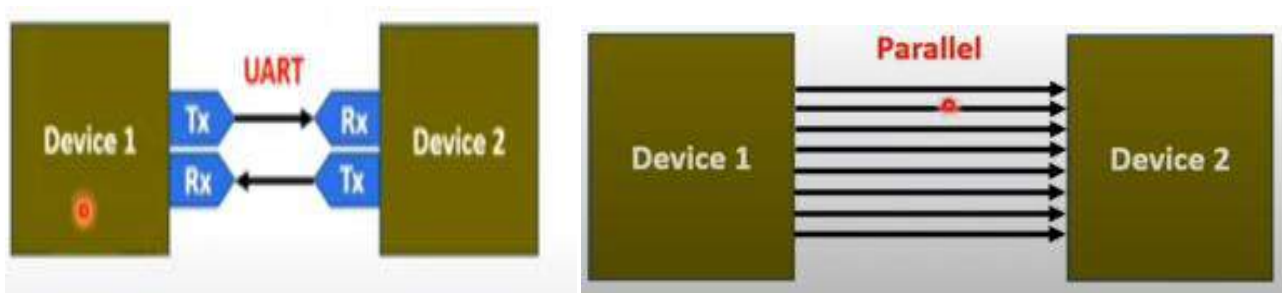 UART
Tx
Rx
Device 1
Device 2
Rx
Tx
Parallel
Device 1
Device 2